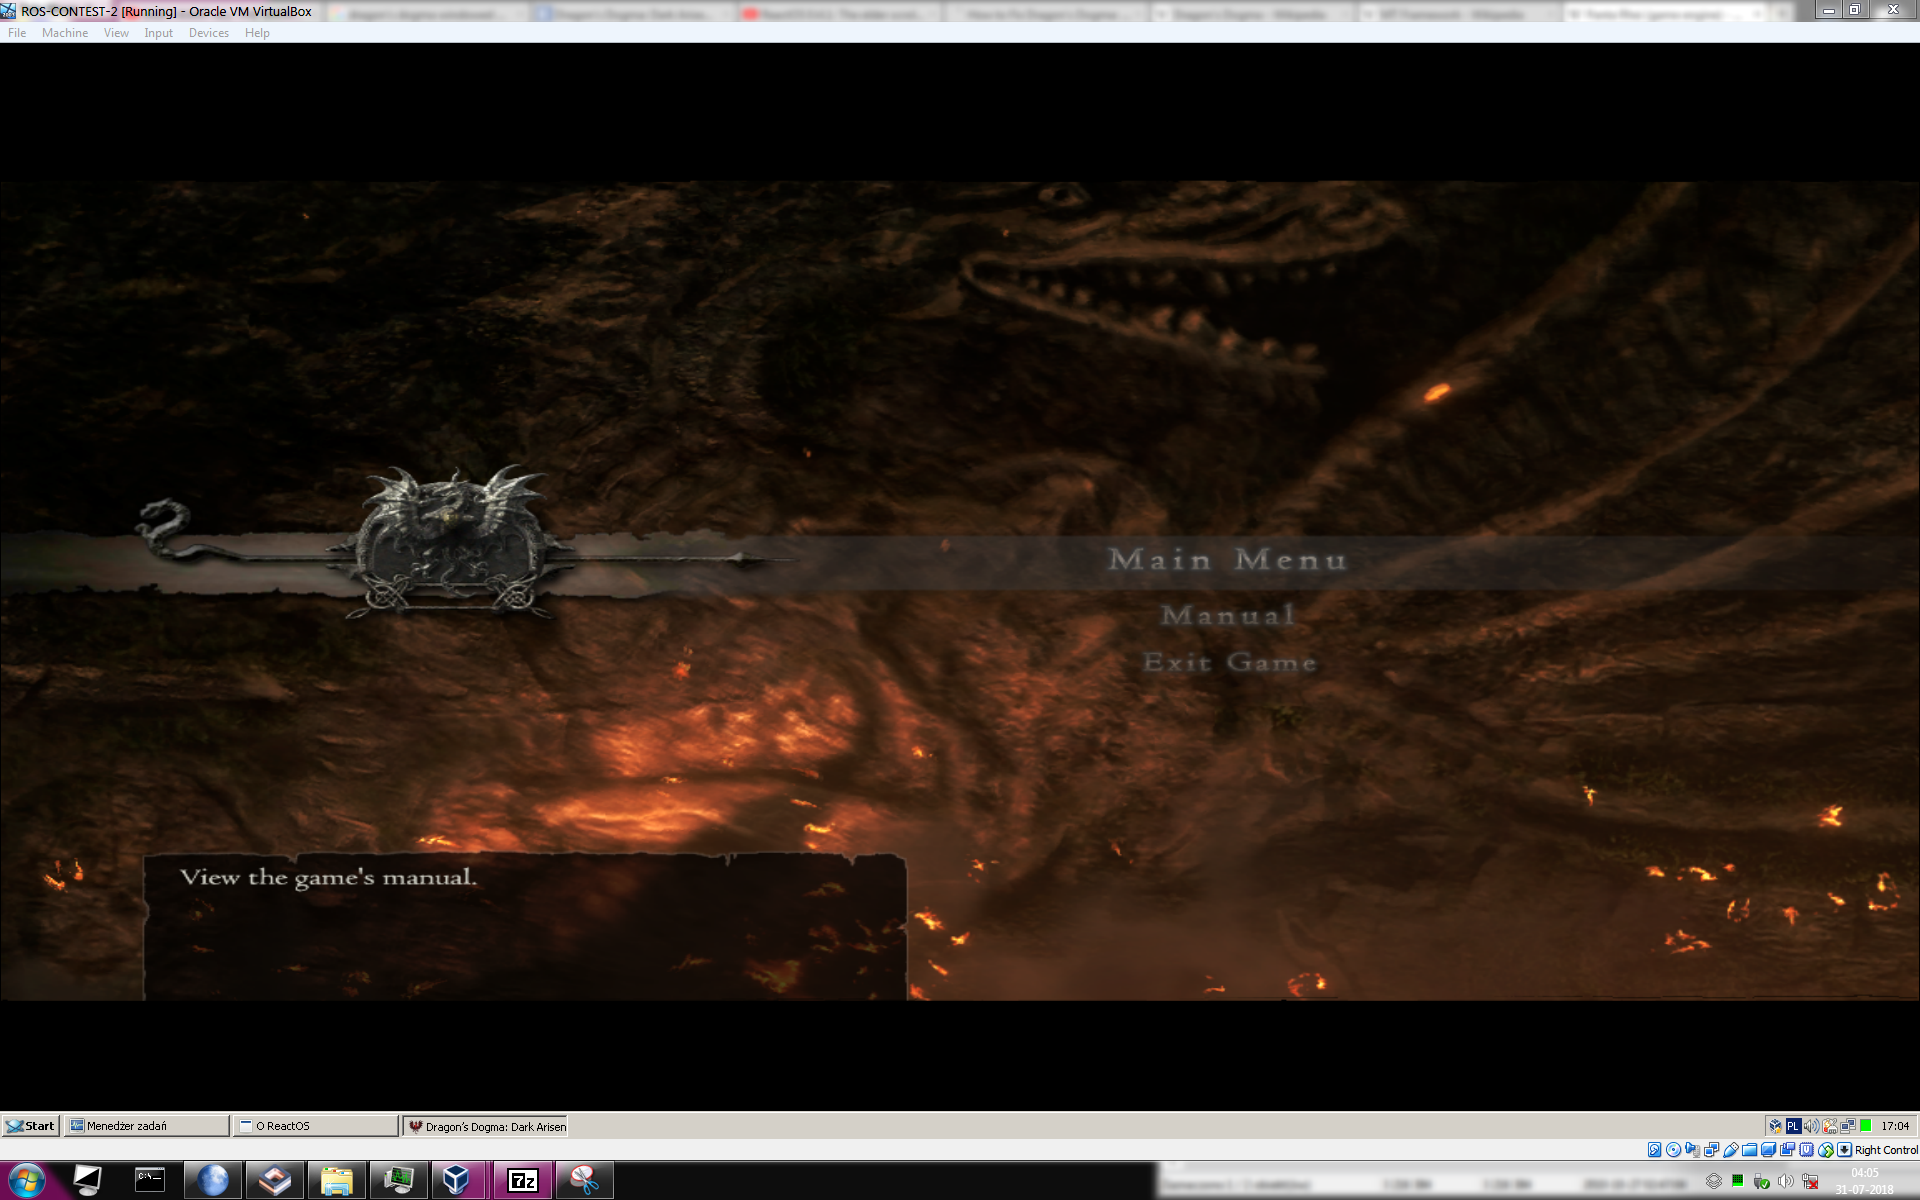 ROS-CONTEST-2 [Running] - Oracle VM VirtualBox
File Machine View Input Devices Help
Main Menu
Manual
Exit Game
View the game's manual.
Start Menedżer zadań O ReactOS Dragon's Dogma: Dark Arisen PL 17:04
Right Control
C:\_
7z
04:05
31-07-2018